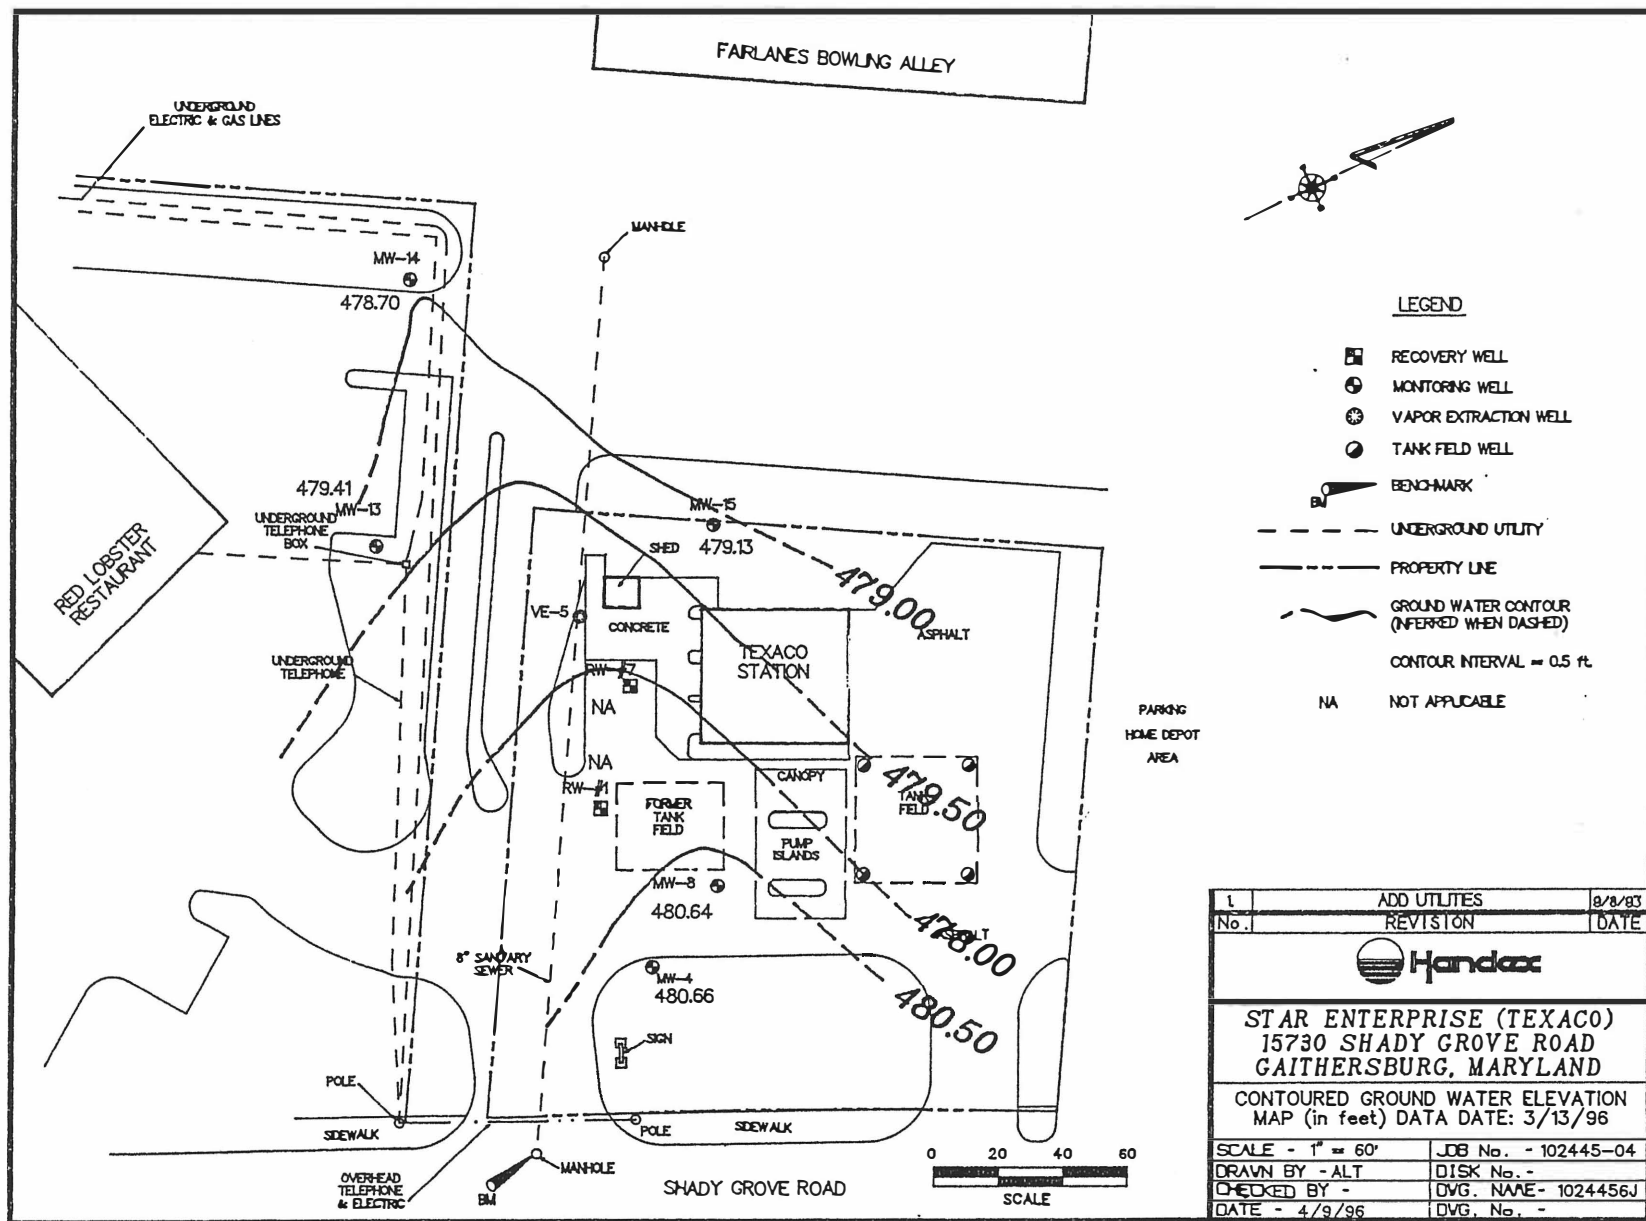 FAIRLANES BOWLING ALLEY
UNDERGROUND
ELECTRIC & GAS LINES
MANHOLE
MW-14
478.70
479.41
MW-13
UNDERGROUND
TELEPHONE
BOX
RED LOBSTER
RESTAURANT
MW-15
479.13
SHED
479.00
ASPHALT
VE-5
CONCRETE
TEXACO
STATION
UNDERGROUND
TELEPHONE
NA
NA
CANOPY
479.50
TANK
FIELD
FORMER
TANK
FIELD
PUMP
ISLANDS
MW-8
480.64
478.00
8" SANITARY
SEWER
MW-4
480.66
480.50
SIGN
PARKING
HOME DEPOT
AREA
POLE
SIDEWALK
POLE
SIDEWALK
MANHOLE
BM
OVERHEAD
TELEPHONE
& ELECTRIC
SHADY GROVE ROAD
0 20 40 60
SCALE
LEGEND
RECOVERY WELL
MONITORING WELL
VAPOR EXTRACTION WELL
TANK FIELD WELL
BM BENCHMARK
UNDERGROUND UTILITY
PROPERTY LINE
GROUND WATER CONTOUR
(INFERRED WHEN DASHED)
CONTOUR INTERVAL = 0.5 ft.
NA NOT APPLICABLE
1. ADD UTILITIES
No. REVISION DATE
Handex
STAR ENTERPRISE (TEXACO)
15730 SHADY GROVE ROAD
GAITHERSBURG, MARYLAND
CONTOURED GROUND WATER ELEVATION
MAP (in feet) DATA DATE: 3/13/96
SCALE - 1" = 60' JOB No. - 102445-04
DRAWN BY - ALT DISK No. -
CHECKED BY - DWG. NAME- 1024456J
DATE - 4/9/96 DWG. No. -